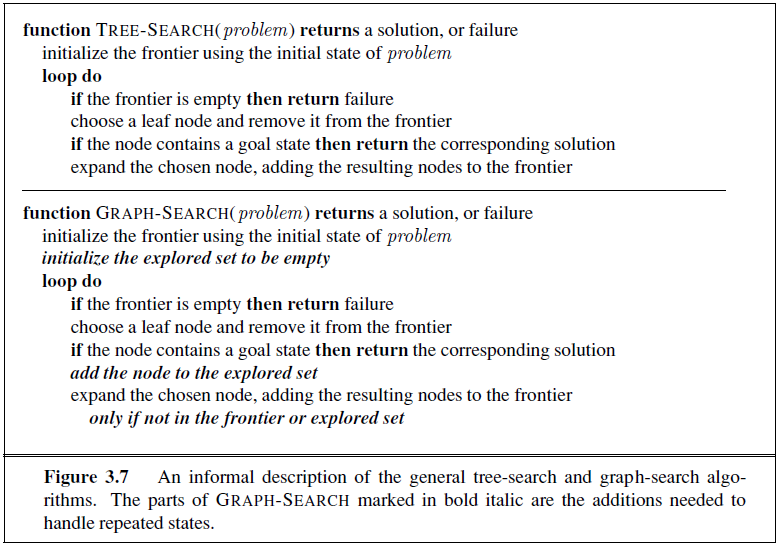 function TREE-SEARCH(problem) returns a solution, or failure
initialize the frontier using the initial state of problem
loop do
if the frontier is empty then return failure
choose a leaf node and remove it from the frontier
if the node contains a goal state then return the corresponding solution
expand the chosen node, adding the resulting nodes to the frontier
function GRAPH-SEARCH(problem) returns a solution, or failure
initialize the frontier using the initial state of problem
initialize the explored set to be empty
loop do
if the frontier is empty then return failure
choose a leaf node and remove it from the frontier
if the node contains a goal state then return the corresponding solution
add the node to the explored set
expand the chosen node, adding the resulting nodes to the frontier
only if not in the frontier or explored set
Figure 3.7 An informal description of the general tree-search and graph-search algo-
rithms. The parts of GRAPH-SEARCH marked in bold italic are the additions needed to
handle repeated states.